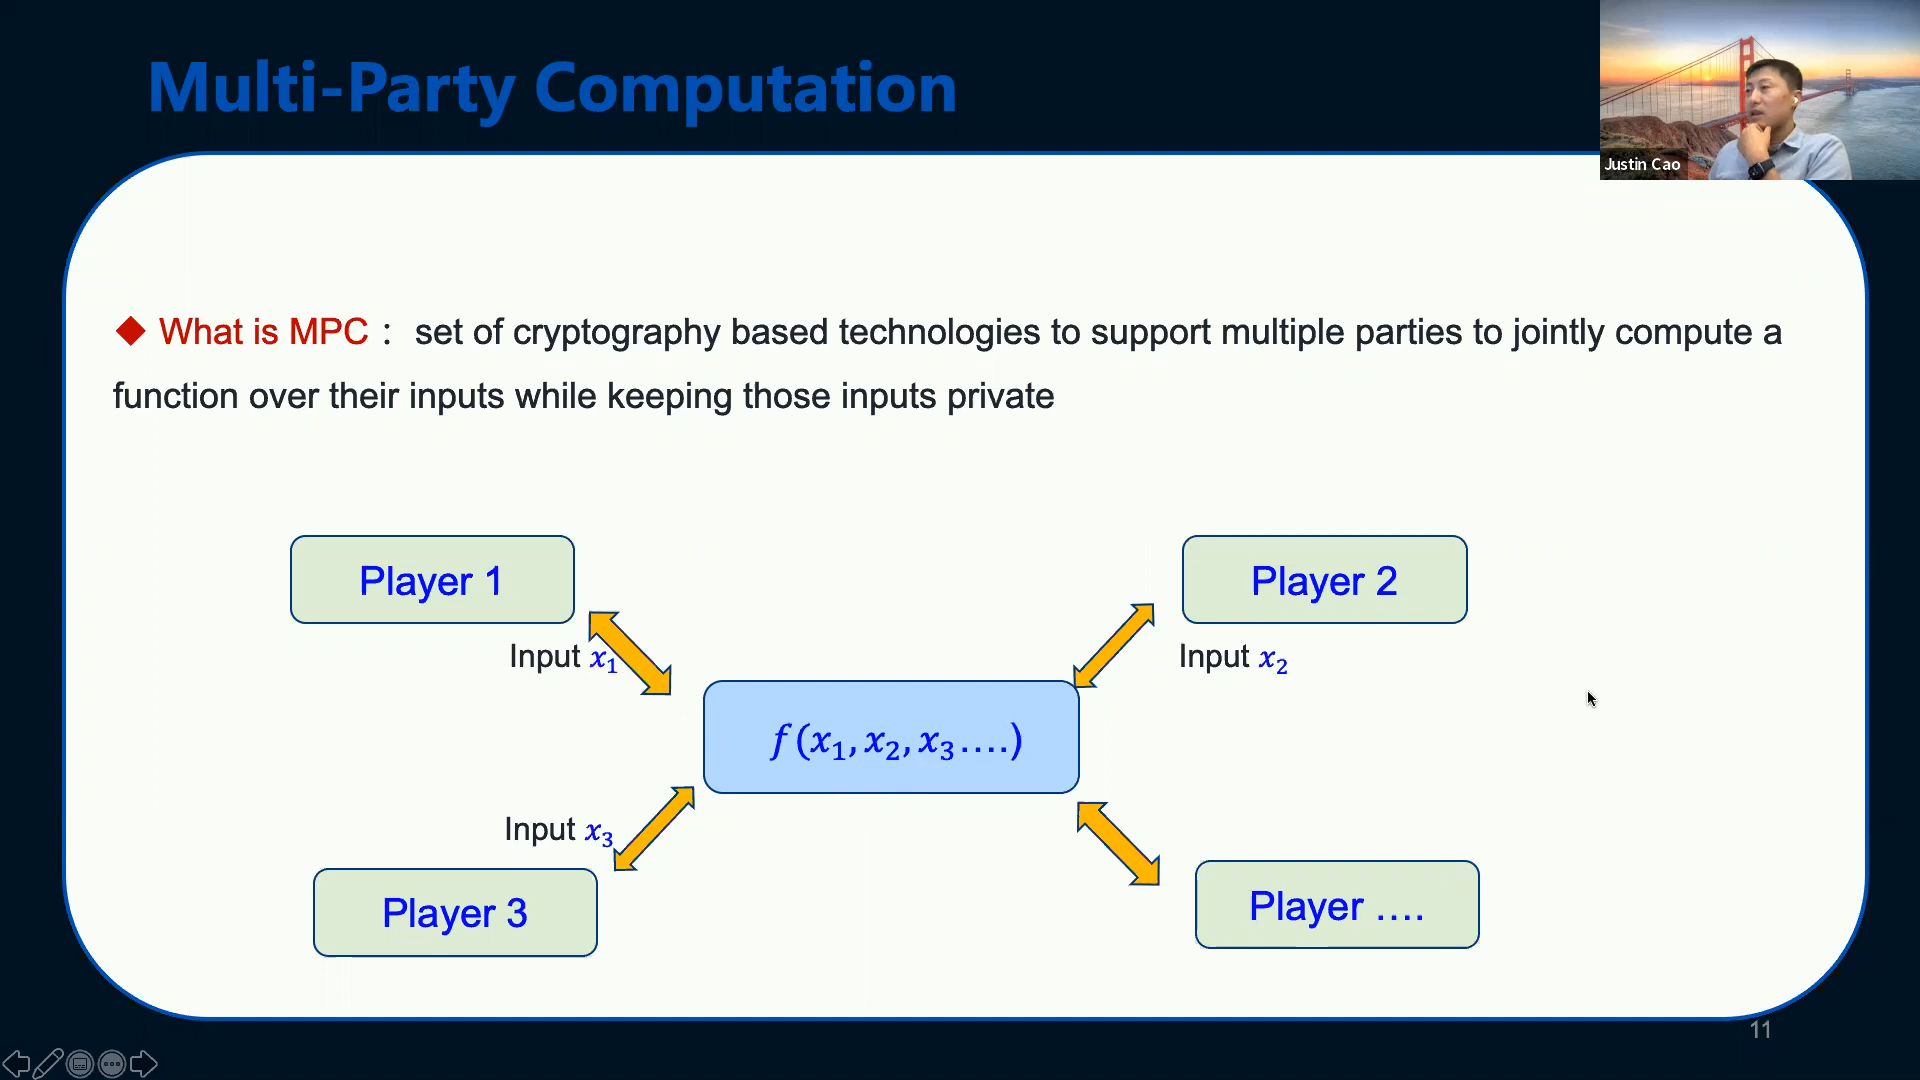 Multi-Party Computation
Justin Cao
What is MPC： set of cryptography based technologies to support multiple parties to jointly compute a
function over their inputs while keeping those inputs private
Player 1
Player 2
Input x₁
Input x₂
f(x₁, x₂, x₃ ....)
Input x₃
Player 3
Player ....
11